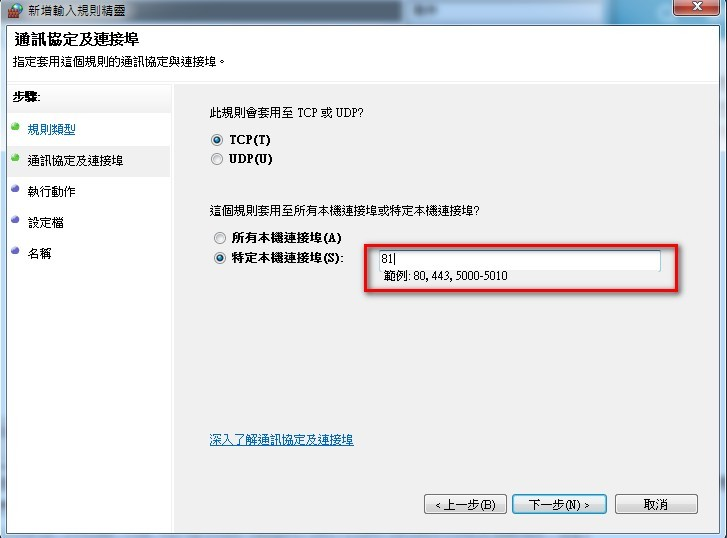 新增輸入規則精靈
通訊協定及連接埠
指定套用這個規則的通訊協定與連接埠。
步驟:
規則類型
通訊協定及連接埠
執行動作
設定檔
名稱
此規則會套用至 TCP 或 UDP?
TCP(T)
UDP(U)
這個規則套用至所有本機連接埠或特定本機連接埠?
所有本機連接埠(A)
特定本機連接埠(S):
81
範例: 80, 443, 5000-5010
深入了解通訊協定及連接埠
< 上一步(B)
下一步(N) >
取消